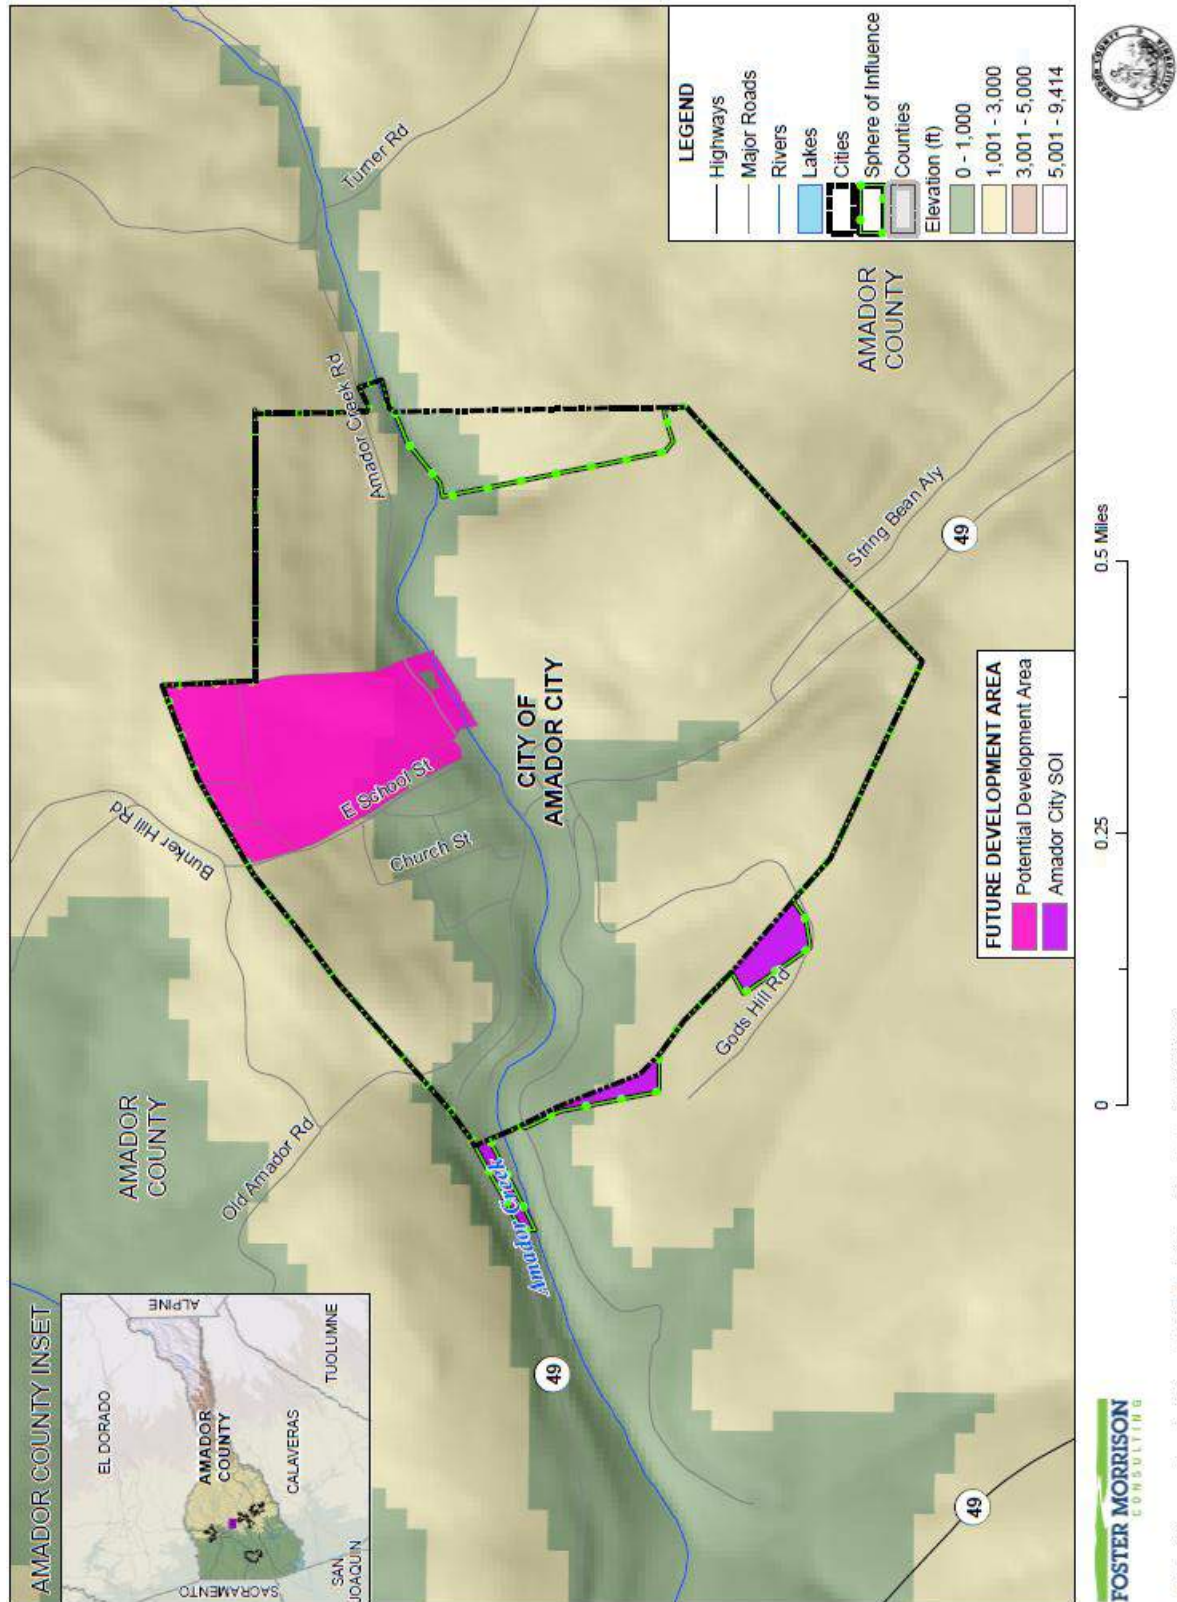 AMADOR COUNTY INSET
EL DORADO
ALPINE
AMADOR
COUNTY
SACRAMENTO
CALAVERAS
SAN
JOAQUIN
TUOLUMNE
AMADOR
COUNTY
Old Amador Rd
Bunker Hill Rd
E School St
Church St
Amador Creek Rd
Turner Rd
Amador Creek
CITY OF
AMADOR CITY
Gods Hill Rd
String Bean Aly
49
49
49
AMADOR
COUNTY
LEGEND
Highways
Major Roads
Rivers
Lakes
Cities
Sphere of Influence
Counties
Elevation (ft)
0 - 1,000
1,001 - 3,000
3,001 - 5,000
5,001 - 9,414
FUTURE DEVELOPMENT AREA
Potential Development Area
Amador City SOI
0
0.25
0.5 Miles
FOSTER MORRISON
CONSULTING
AMADOR COUNTY